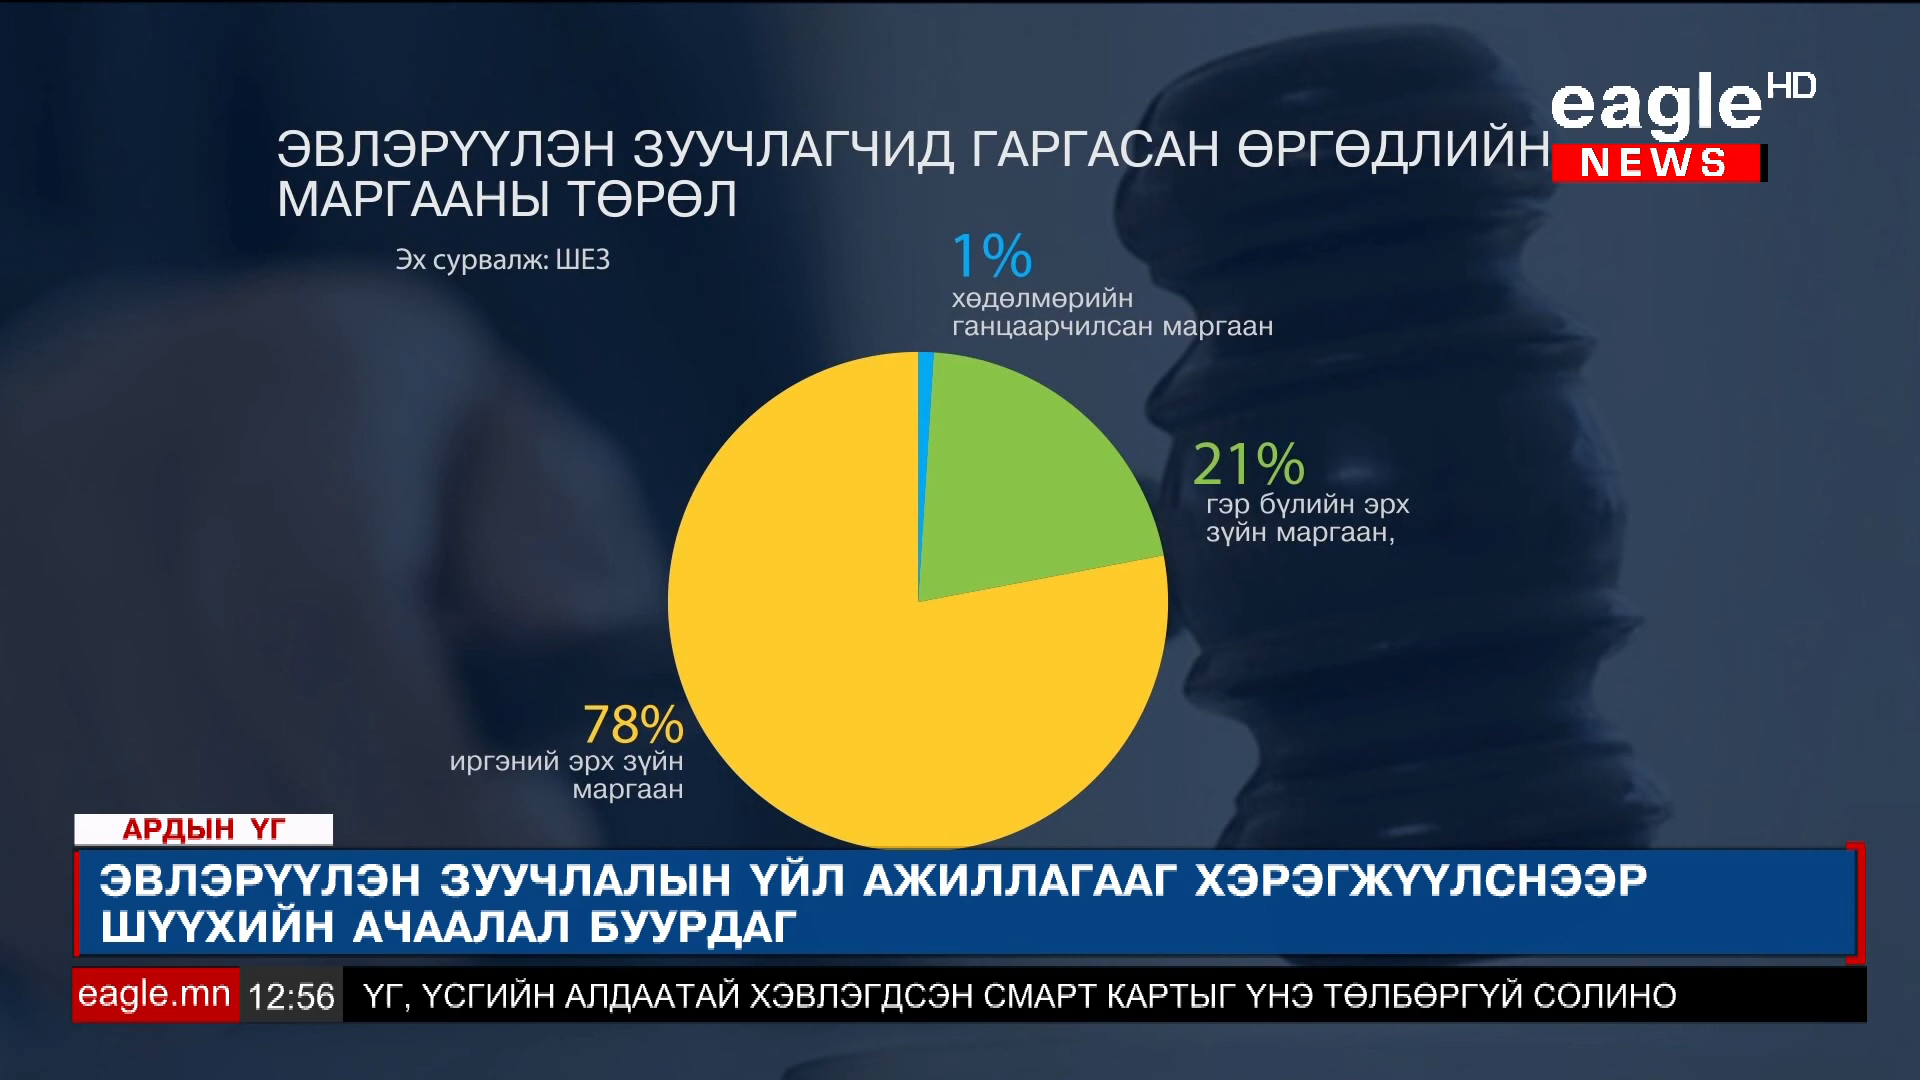 eagle HD
NEWS
ЭВЛЭРҮҮЛЭН ЗУУЧЛАГЧИД ГАРГАСАН ӨРГӨДЛИЙН
МАРГААНЫ ТӨРӨЛ
Эх сурвалж: ШЕЗ
1%
хөдөлмөрийн
ганцаарчилсан маргаан
21%
гэр бүлийн эрх
зүйн маргаан,
78%
иргэний эрх зүйн
маргаан
АРДЫН ҮГ
ЭВЛЭРҮҮЛЭН ЗУУЧЛАЛЫН ҮЙЛ АЖИЛЛАГААГ ХЭРЭГЖҮҮЛСНЭЭР
ШҮҮХИЙН АЧААЛАЛ БУУРДАГ
eagle.mn 12:56 ҮГ, ҮСГИЙН АЛДААТАЙ ХЭВЛЭГДСЭН СМАРТ КАРТЫГ ҮНЭ ТӨЛБӨРГҮЙ СОЛИНО